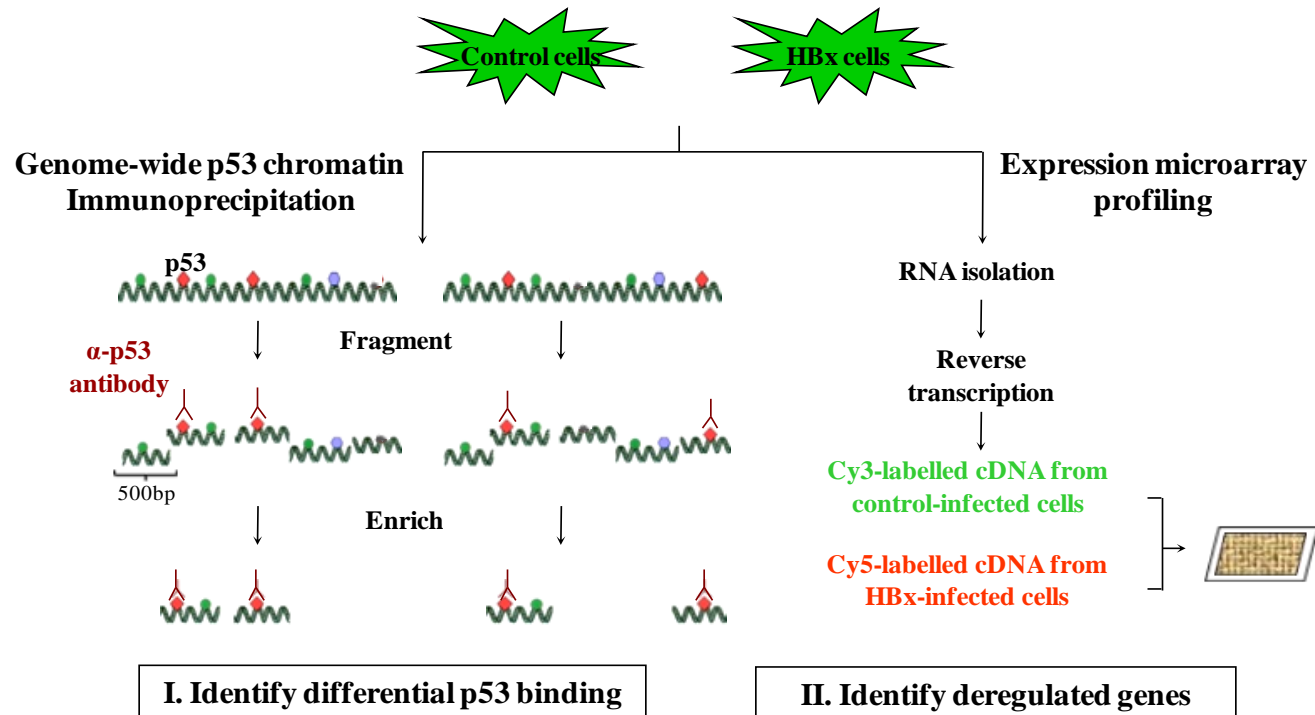 Control cells
HBx cells
Genome-wide p53 chromatin
Immunoprecipitation
Expression microarray
profiling
p53
Fragment
α-p53
antibody
500bp
Enrich
RNA isolation
Reverse
transcription
Cy3-labelled cDNA from
control-infected cells
Cy5-labelled cDNA from
HBx-infected cells
I. Identify differential p53 binding
II. Identify deregulated genes